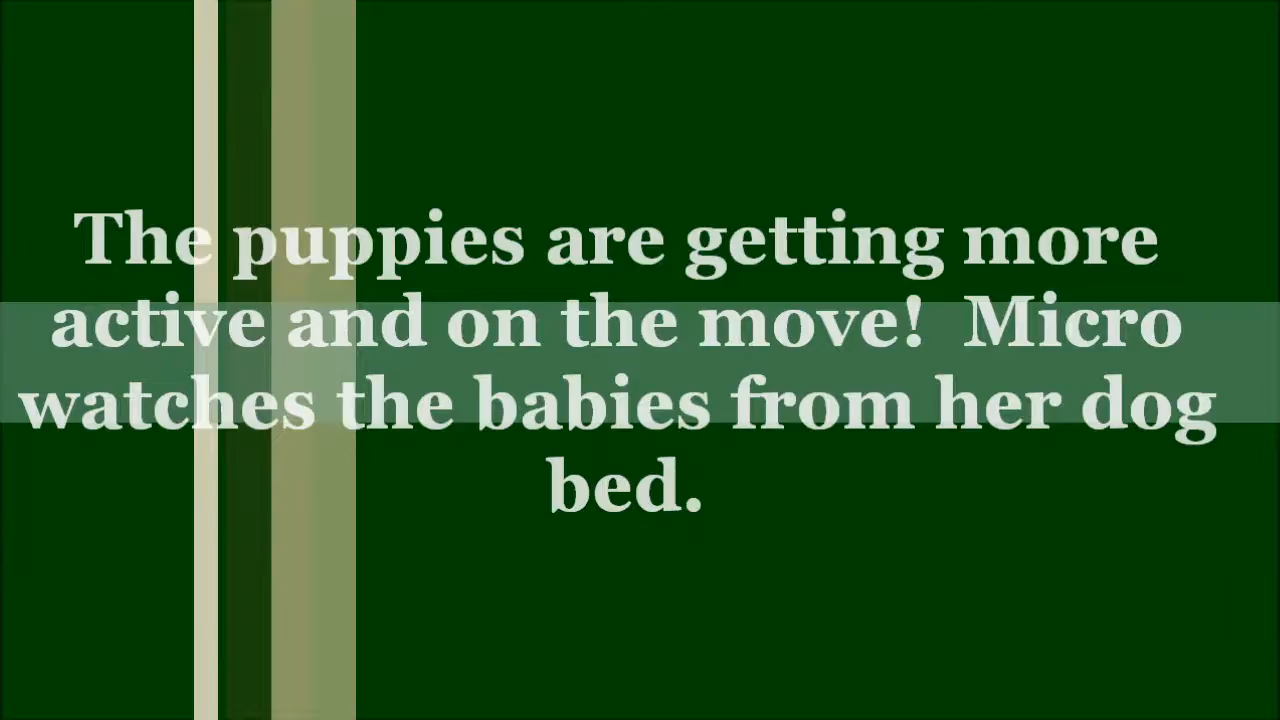 The puppies are getting more
active and on the move!  Micro
watches the babies from her dog
bed.